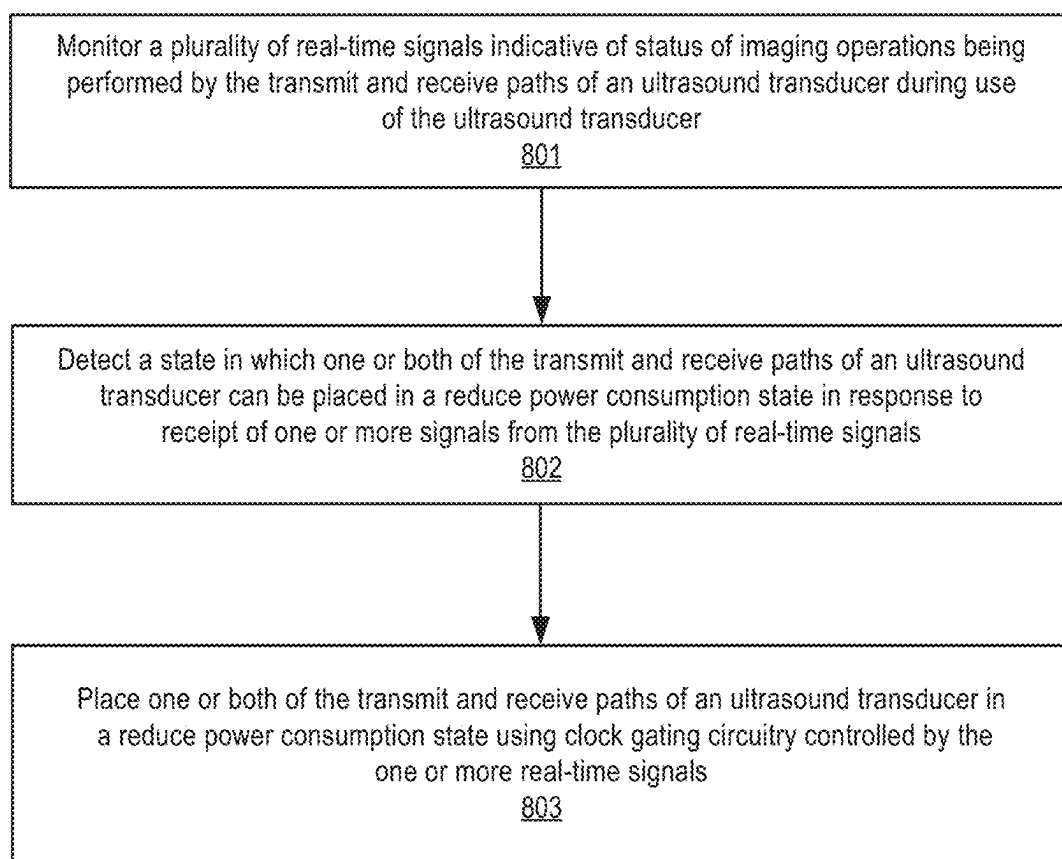 Monitor a plurality of real-time signals indicative of status of imaging operations being
performed by the transmit and receive paths of an ultrasound transducer during use
of the ultrasound transducer
801
Detect a state in which one or both of the transmit and receive paths of an ultrasound
transducer can be placed in a reduce power consumption state in response to
receipt of one or more signals from the plurality of real-time signals
802
Place one or both of the transmit and receive paths of an ultrasound transducer in
a reduce power consumption state using clock gating circuitry controlled by the
one or more real-time signals
803